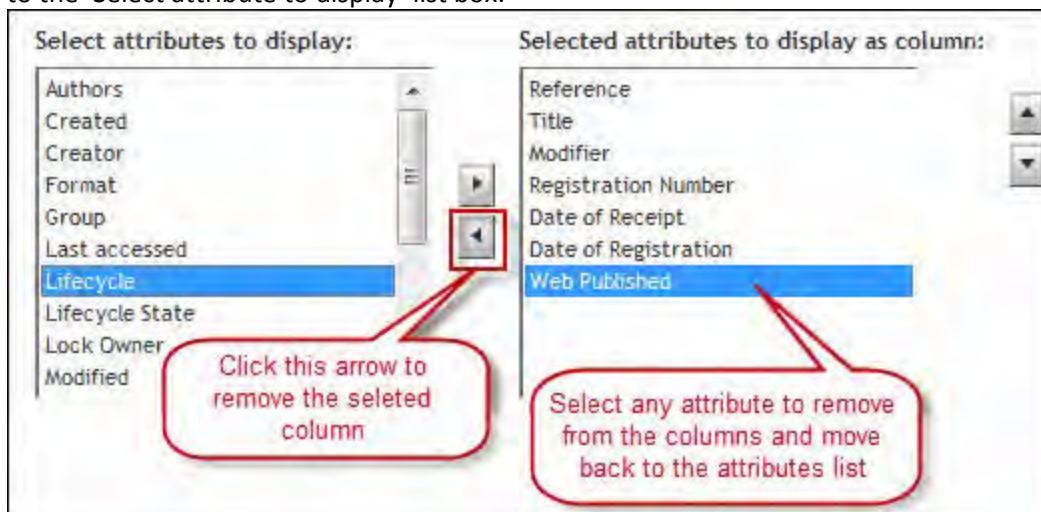 to the 'Select attribute to display' list box.
Select attributes to display:
Authors
Created
Creator
Format
Group
Last accessed
Lifecycle
Lifecycle State
Lock Owner
Modified
Selected attributes to display as column:
Reference
Title
Modifier
Registration Number
Date of Receipt
Date of Registration
Web Published
Click this arrow to
remove the seleted
column
Select any attribute to remove
from the columns and move
back to the attributes list